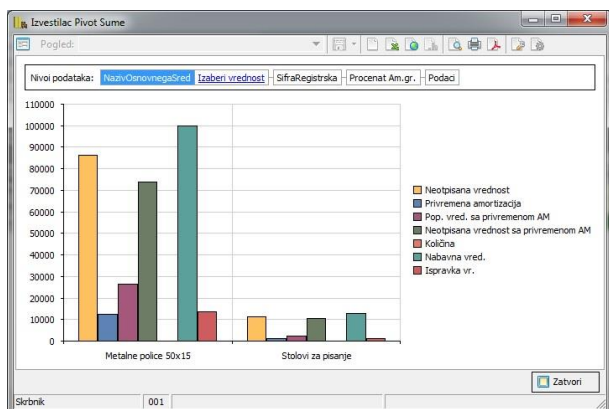 Izvestilac Pivot Sume
Pogled:
Nivoi podataka: NazivOsnovnegaSred Izaberi vrednost SifraRegistrska Procenat Am.gr. Podaci
110000
100000
90000
80000
70000
60000
50000
40000
30000
20000
10000
0
Metalne police 50x15 Stolovi za pisanje
Neotpisana vrednost
Privremena amortizacija
Pop. vred. sa privremenom AM
Neotpisana vrednost sa privremenom AM
Količina
Nabavna vred.
Ispravka vr.
Zatvori
Skrbnik 001